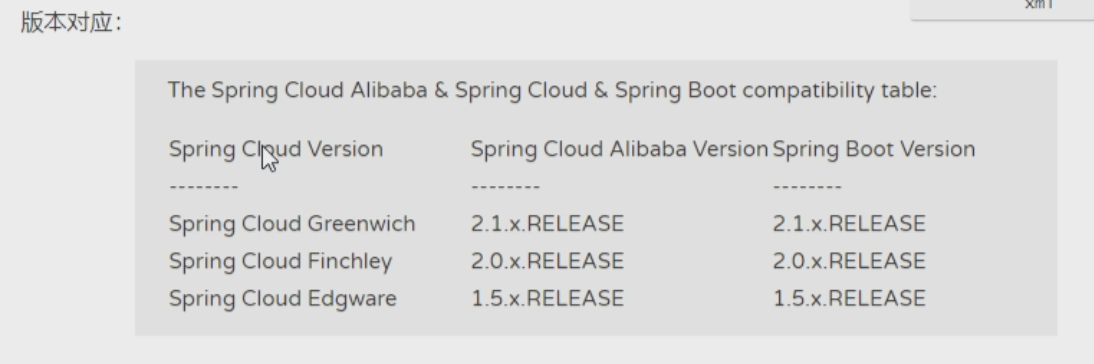 xml
版本对应：
The Spring Cloud Alibaba & Spring Cloud & Spring Boot compatibility table:
Spring Cloud Version Spring Cloud Alibaba Version Spring Boot Version
-------- -------- --------
Spring Cloud Greenwich 2.1.x.RELEASE 2.1.x.RELEASE
Spring Cloud Finchley 2.0.x.RELEASE 2.0.x.RELEASE
Spring Cloud Edgware 1.5.x.RELEASE 1.5.x.RELEASE